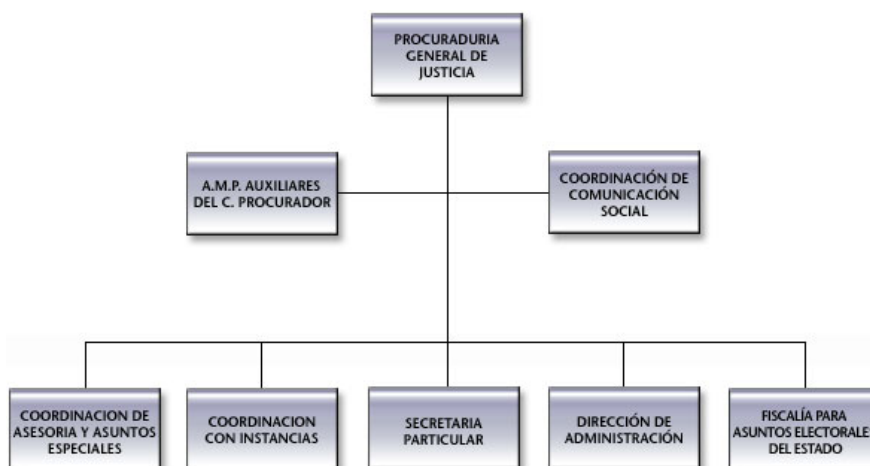 PROCURADURIA
GENERAL DE
JUSTICIA
A.M.P. AUXILIARES
DEL C. PROCURADOR
COORDINACIÓN DE
COMUNICACIÓN
SOCIAL
COORDINACION DE
ASESORIA Y ASUNTOS
ESPECIALES
COORDINACION
CON INSTANCIAS
SECRETARIA
PARTICULAR
DIRECCIÓN DE
ADMINISTRACIÓN
FISCALÍA PARA
ASUNTOS ELECTORALES
DEL ESTADO